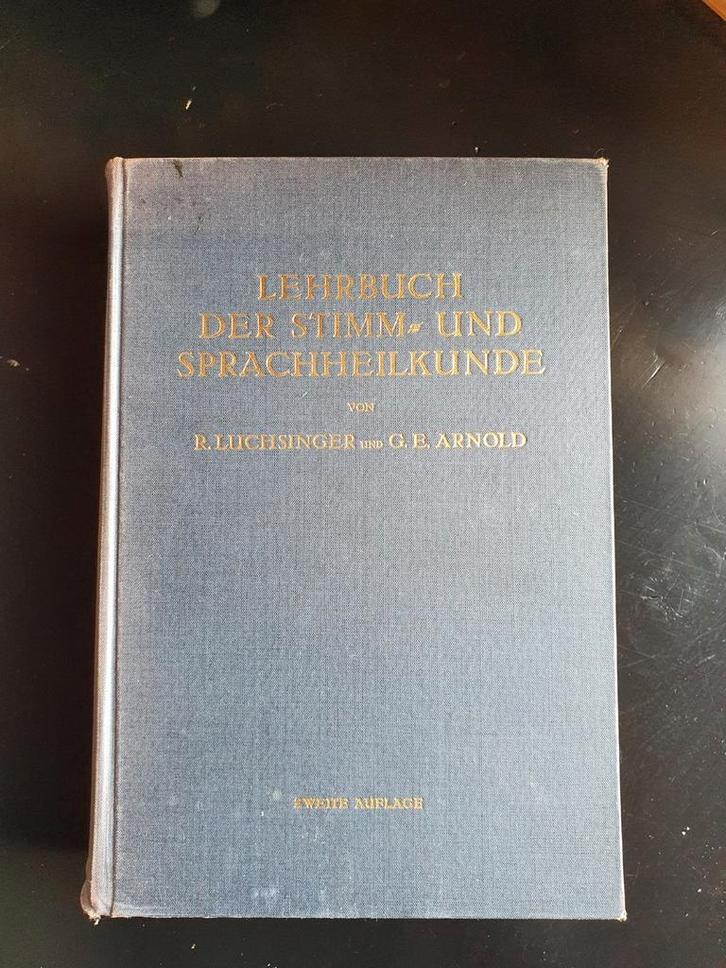 LEHRBUCH
DER STIMM- UND
SPRACHHEILKUNDE
VON
R. LUCHSINGER UND G. E. ARNOLD
ZWEITE AUFLAGE